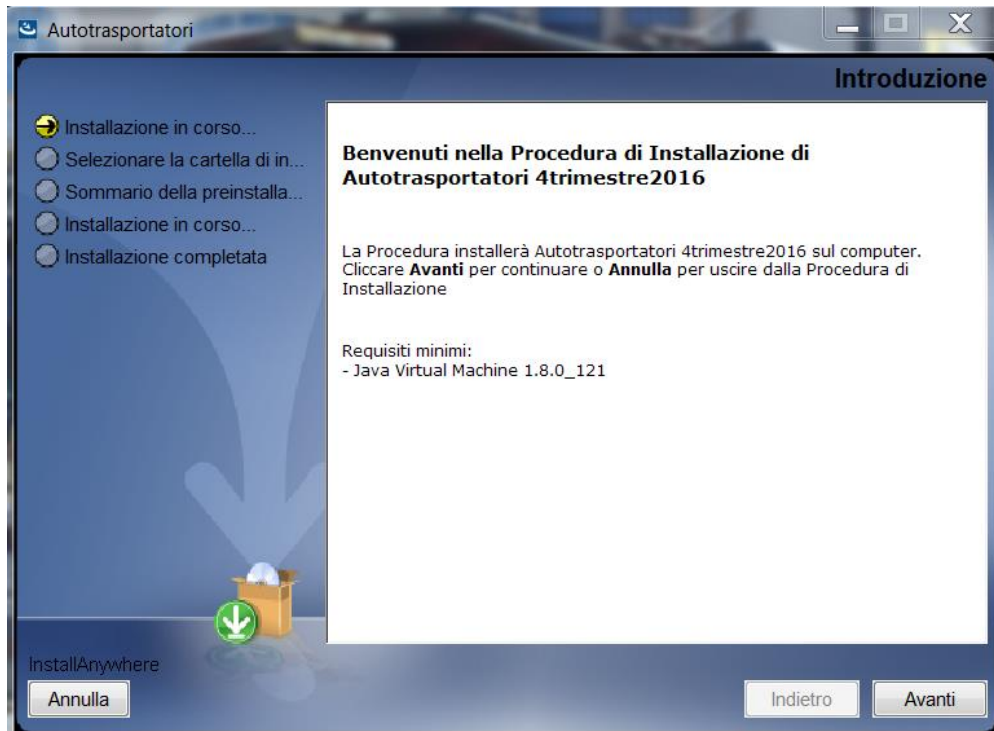 Autotrasportatori
Introduzione
Installazione in corso...
Selezionare la cartella di in...
Sommario della preinstalla...
Installazione in corso...
Installazione completata
Benvenuti nella Procedura di Installazione di
Autotrasportatori 4trimestre2016
La Procedura installerà Autotrasportatori 4trimestre2016 sul computer.
Cliccare Avanti per continuare o Annulla per uscire dalla Procedura di
Installazione
Requisiti minimi:
- Java Virtual Machine 1.8.0_121
InstallAnywhere
Annulla
Indietro
Avanti